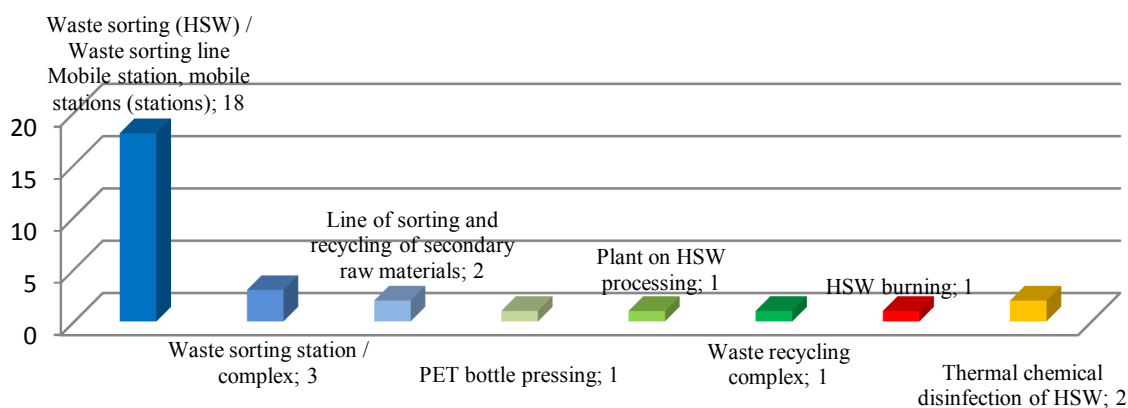 Waste sorting (HSW) /
Waste sorting line
Mobile station, mobile
stations (stations); 18
20
15
10
5
0
Line of sorting and
recycling of secondary
raw materials; 2
Plant on HSW
processing; 1
HSW burning; 1
Waste sorting station /
complex; 3
PET bottle pressing; 1
Waste recycling
complex; 1
Thermal chemical
disinfection of HSW; 2